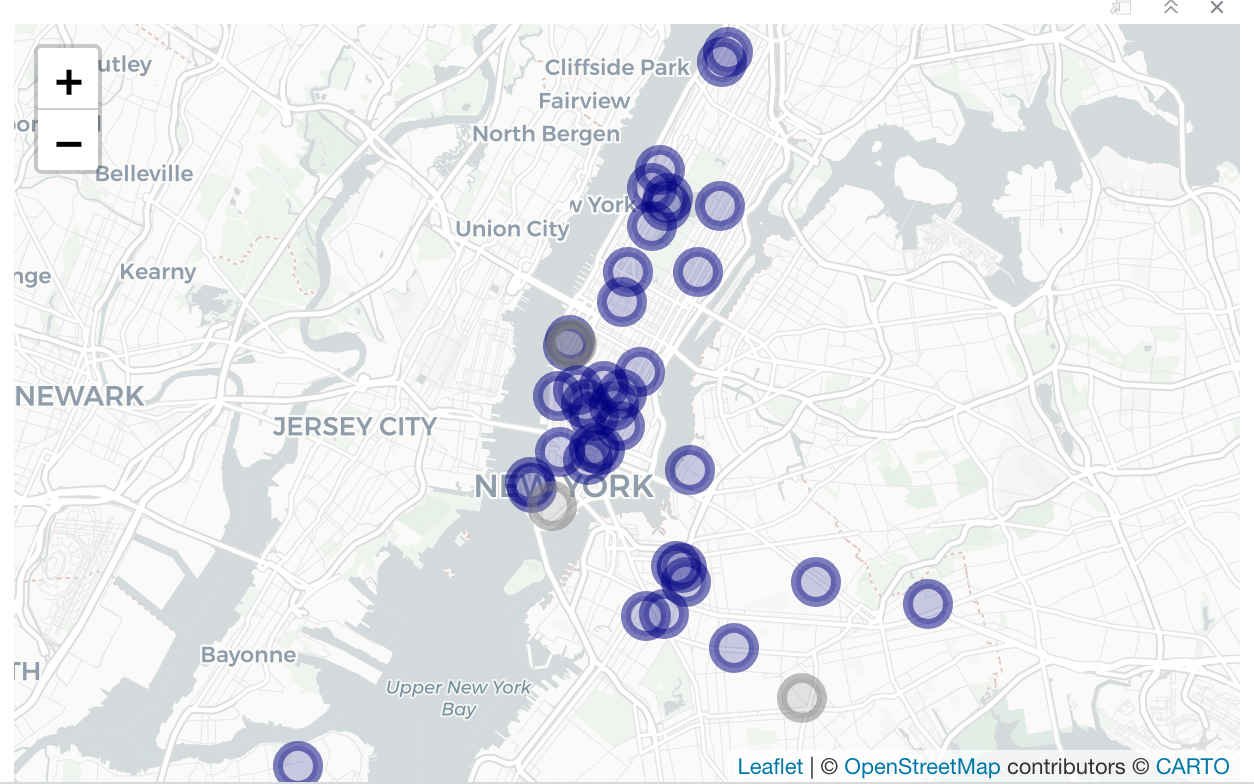 +
utley
Cliffside Park
Fairview
North Bergen
−
Belleville
w York
Union City
nge
Kearny
NEWARK
JERSEY CITY
NEW YORK
Bayonne
TH
Upper New York
Bay
Leaflet | © OpenStreetMap contributors © CARTO